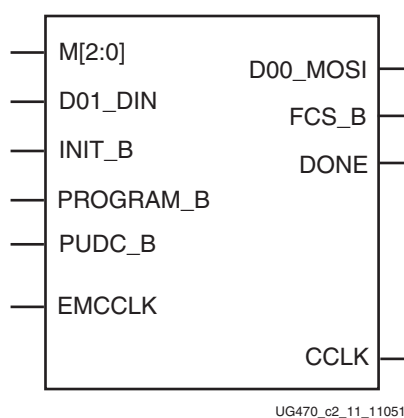 M[2:0]
D01_DIN
INIT_B
PROGRAM_B
PUDC_B
EMCCLK
D00_MOSI
FCS_B
DONE
CCLK
UG470_c2_11_11051